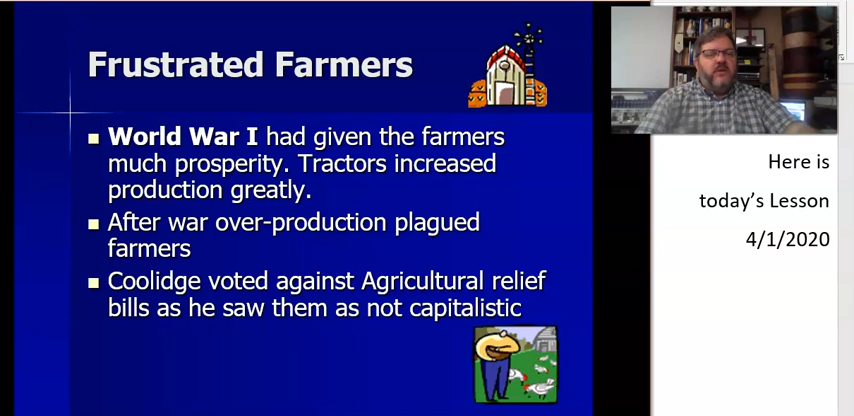 Frustrated Farmers
World War I had given the farmers
much prosperity. Tractors increased
production greatly.
After war over-production plagued
farmers
Coolidge voted against Agricultural relief
bills as he saw them as not capitalistic
Here is
today's Lesson
4/1/2020